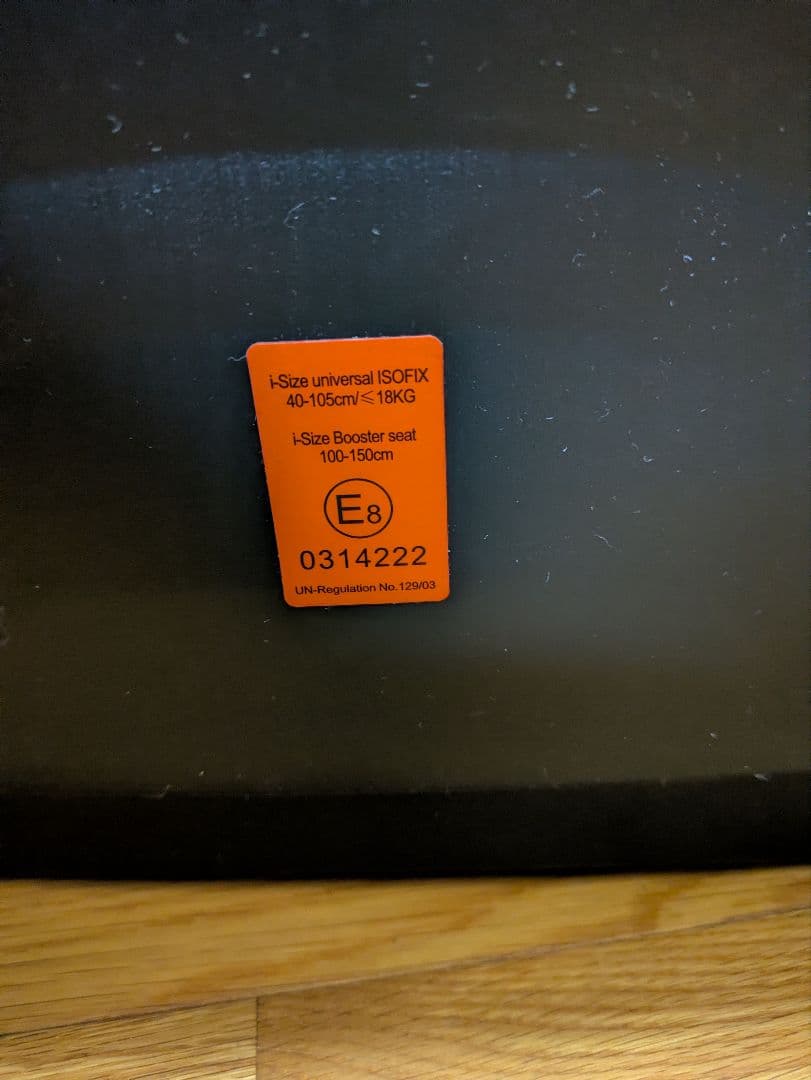 i-Size universal ISOFIX
40-105cm/≤18KG
i-Size Booster seat
100-150cm
E8
0314222
UN-Regulation No.129/03